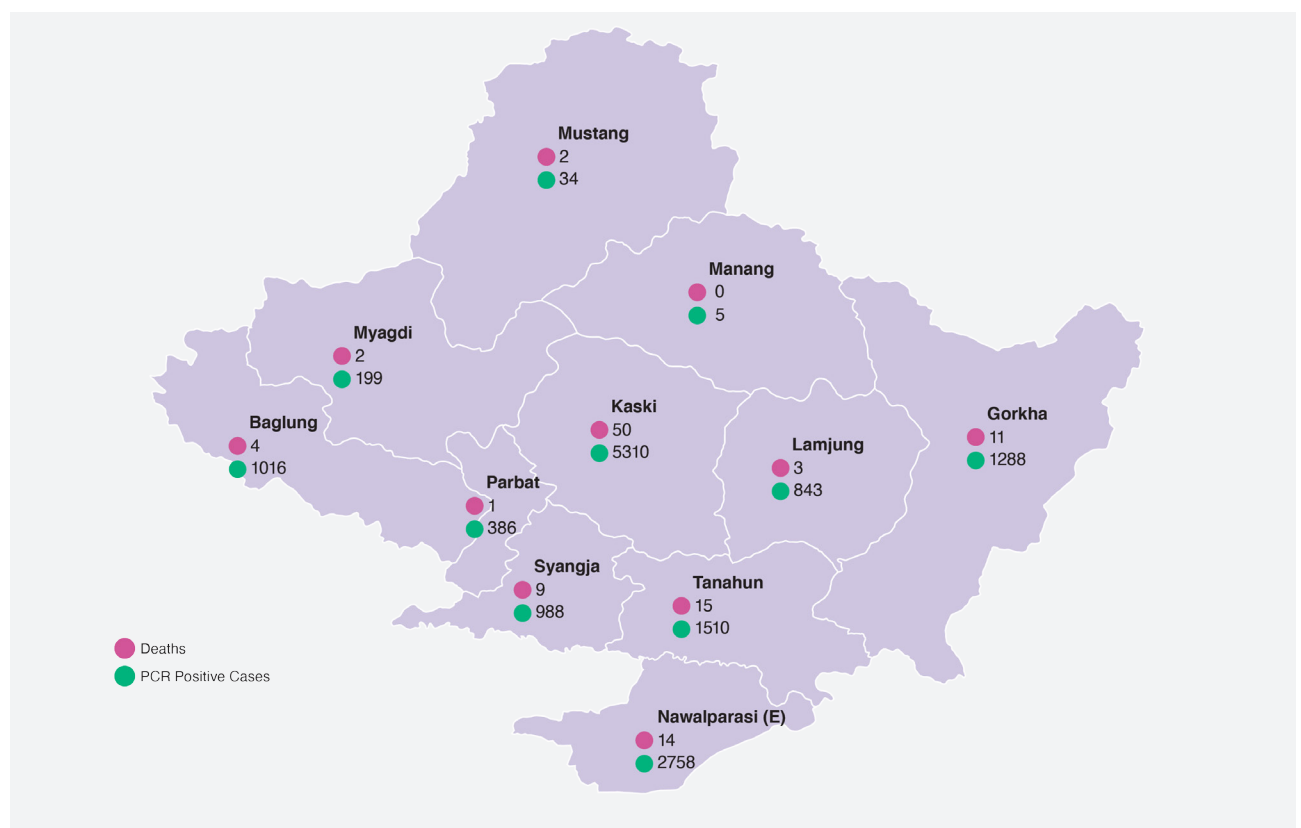 Mustang
2
34
Manang
0
5
Myagdi
2
199
Baglung
4
1016
Kaski
50
5310
Lamjung
3
843
Gorkha
11
1288
Parbat
1
386
Syangja
9
988
Tanahun
15
1510
Deaths
PCR Positive Cases
Nawalparasi (E)
14
2758